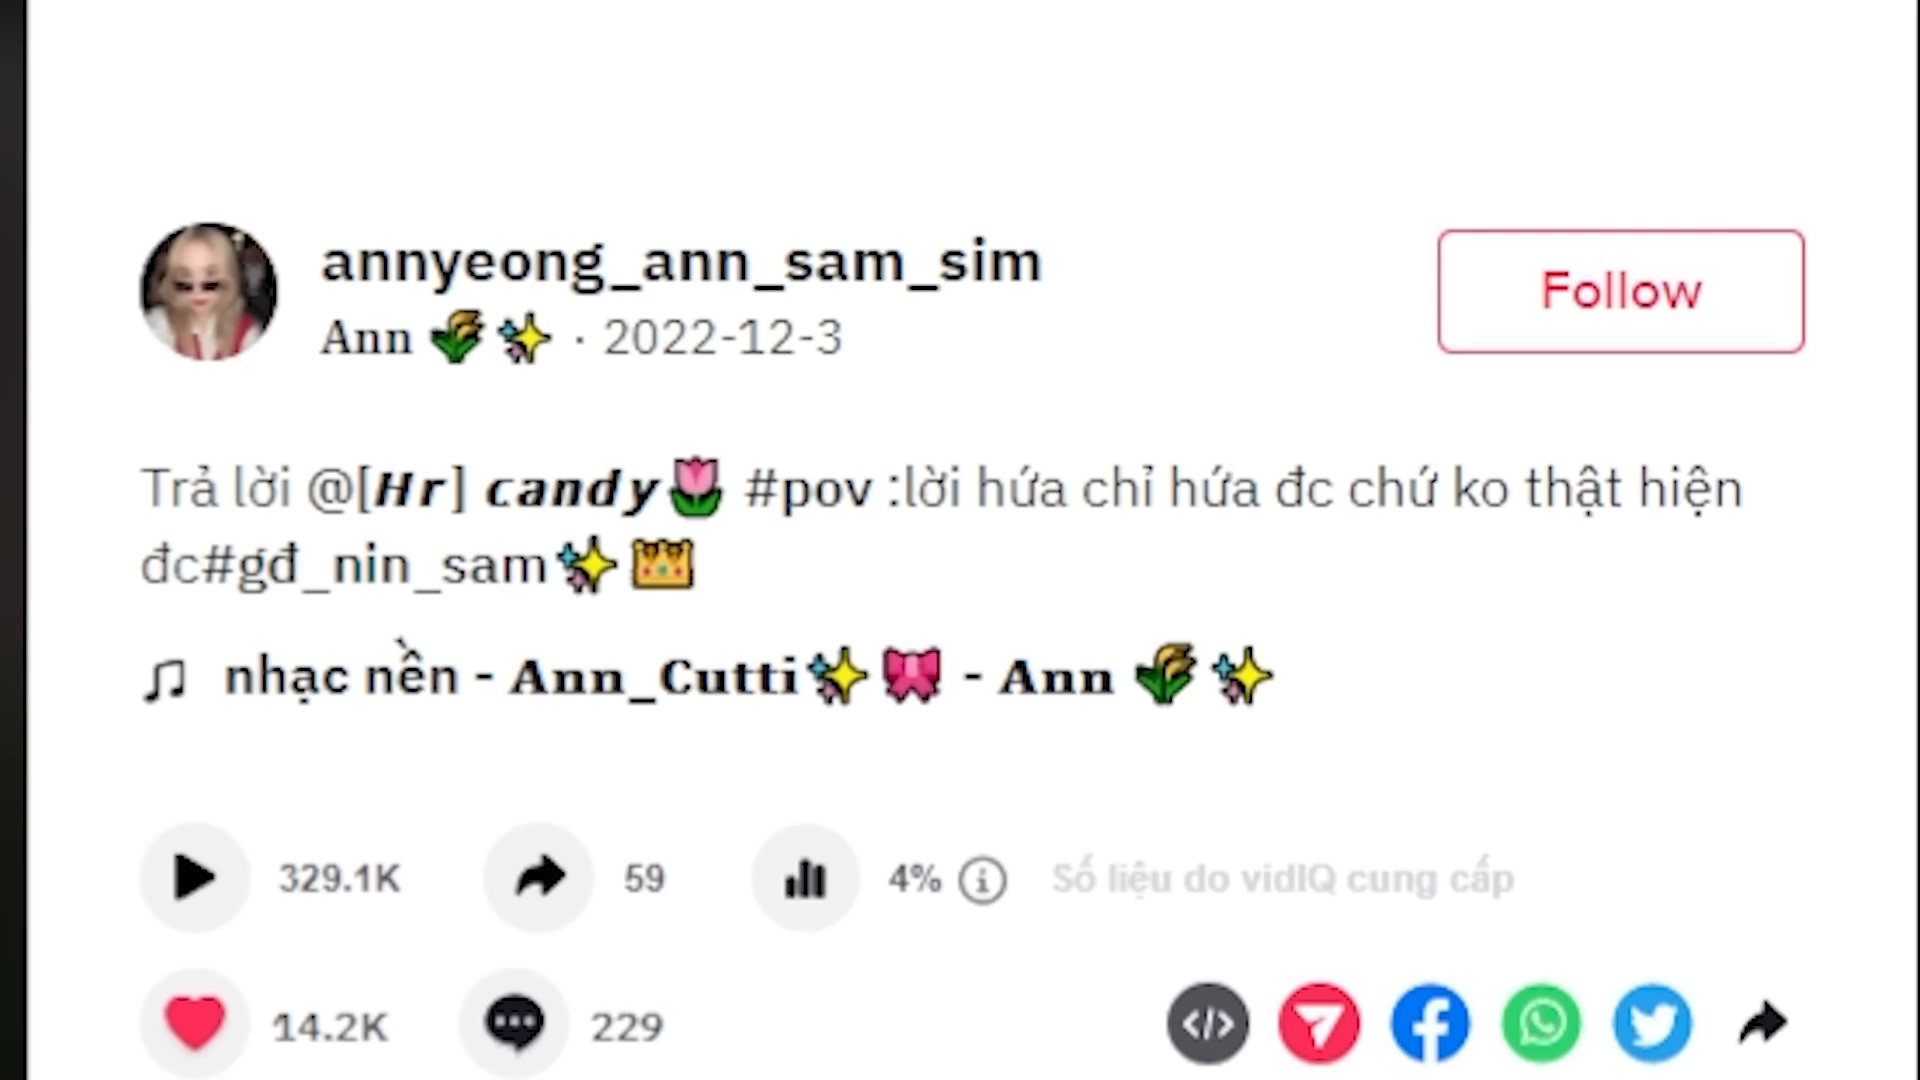 annyeong_ann_sam_sim
Follow
Ann 🌾✨ · 2022-12-3
Trả lời @[𝑯𝒓] 𝒄𝒂𝒏𝒅𝒚🌷 #pov :lời hứa chỉ hứa đc chứ ko thật hiện
đc#gđ_nin_sam✨👑
♫ nhạc nền - 𝐀𝐧𝐧_𝐂𝐮𝐭𝐭𝐢✨🎀 - 𝐀𝐧𝐧 🌾✨
329.1K 59 4% Số liệu do vidIQ cung cấp
14.2K 229